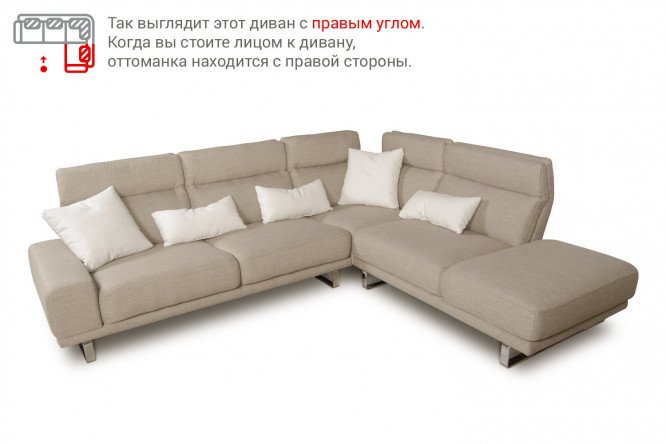 Так выглядит этот диван с правым углом.
Когда вы стоите лицом к дивану,
оттоманка находится с правой стороны.